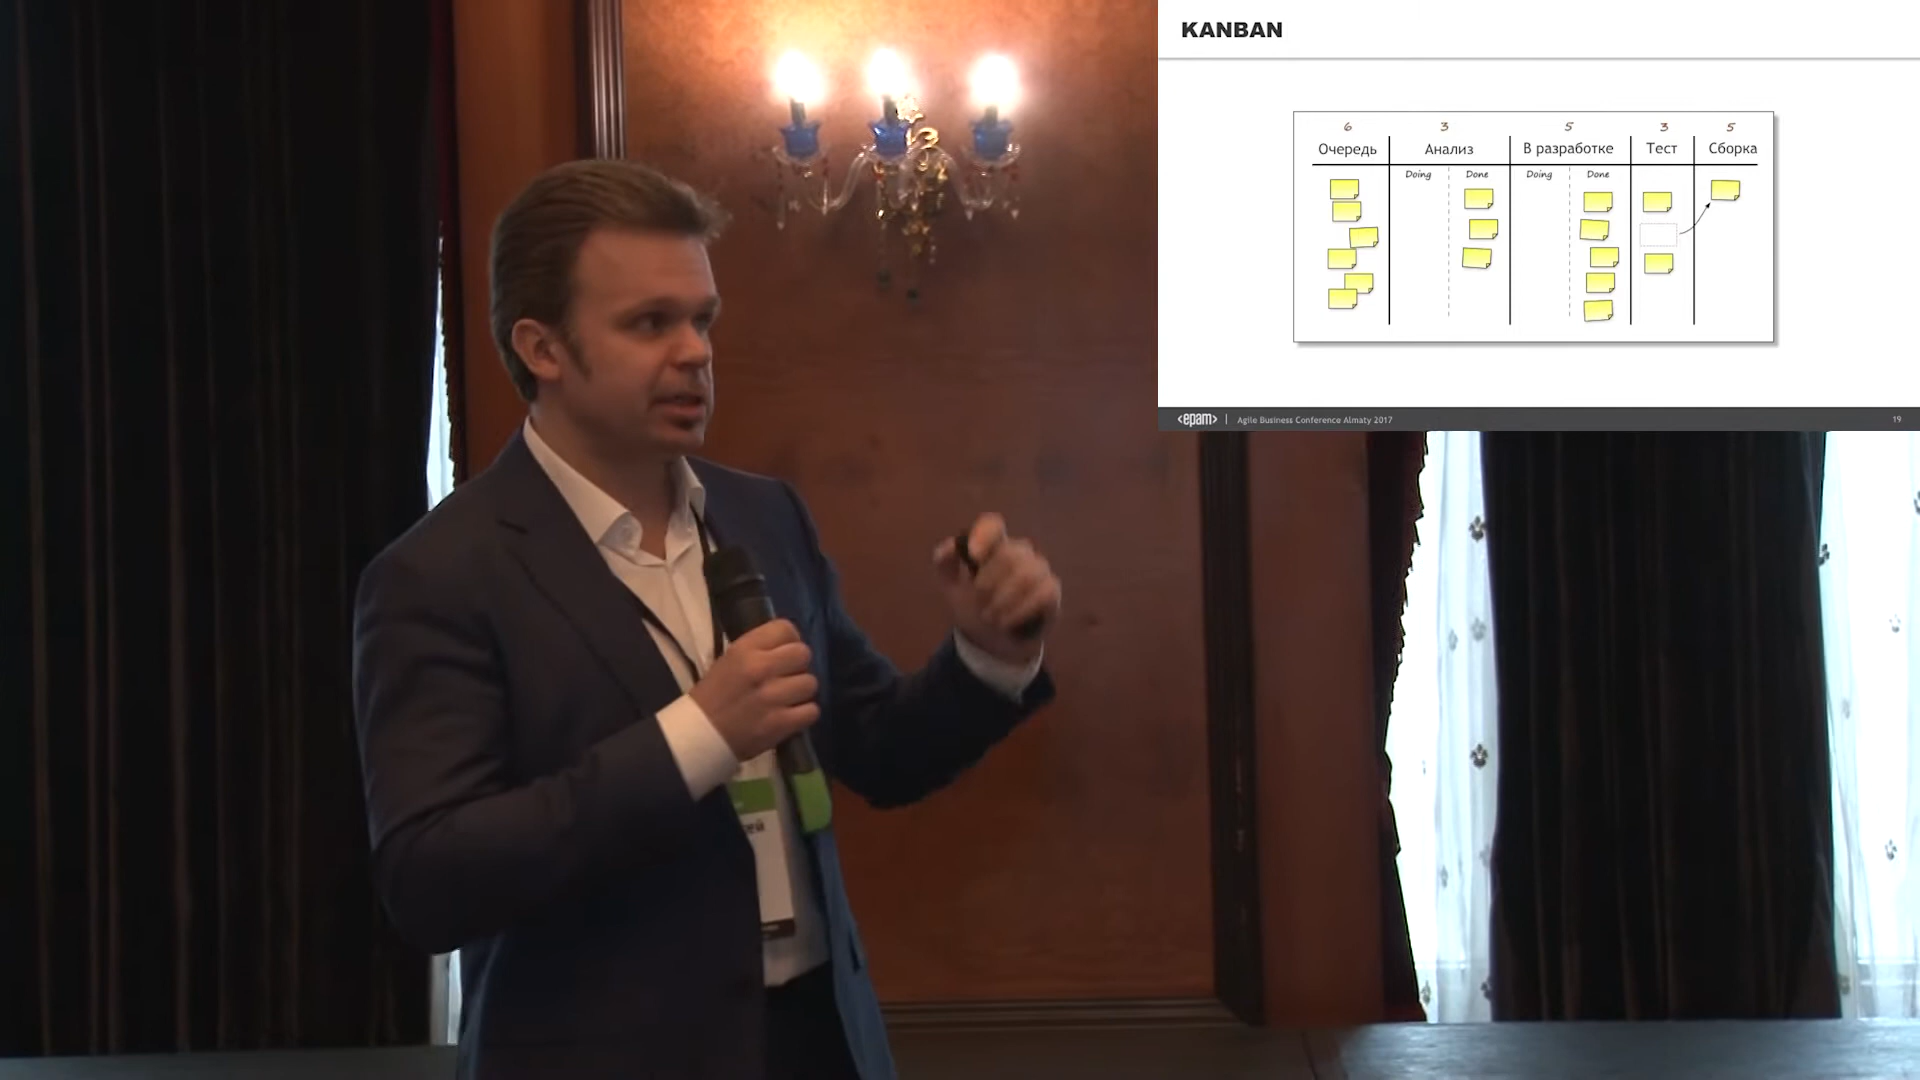 KANBAN
6 3 5 3 5
Очередь Анализ В разработке Тест Сборка
Doing Done Doing Done
<epam> | Agile Business Conference Almaty 2017 19
ей